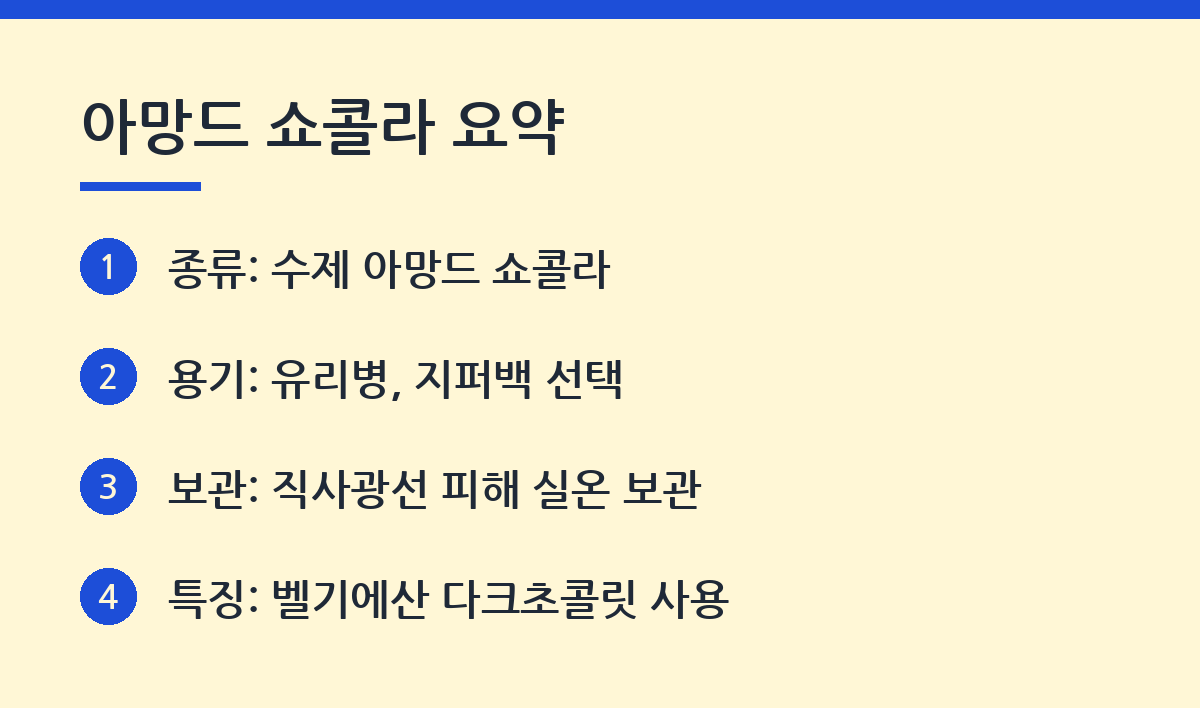 아망드 쇼콜라 요약
1 종류: 수제 아망드 쇼콜라
2 용기: 유리병, 지퍼백 선택
3 보관: 직사광선 피해 실온 보관
4 특징: 벨기에산 다크초콜릿 사용